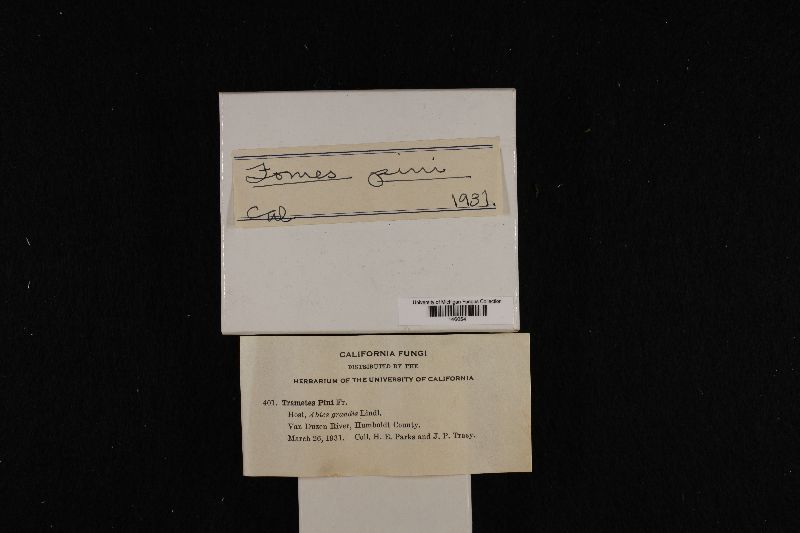 Fomes pini
Cal 1931.
University of Michigan Fungus Collection
CALIFORNIA FUNGI
DISTRIBUTED BY THE
HERBARIUM OF THE UNIVERSITY OF CALIFORNIA
401. Trametes Pini Fr.
Host, Abies grandis Lindl.
Van Duzen River, Humboldt County.
March 26, 1931. Coll. H. E. Parks and J. P. Tracy.